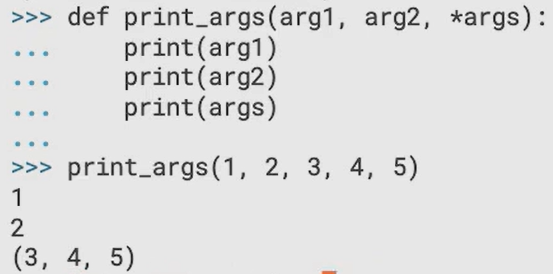 >>> def print_args(arg1, arg2, *args):
...     print(arg1)
...     print(arg2)
...     print(args)
...
>>> print_args(1, 2, 3, 4, 5)
1
2
(3, 4, 5)